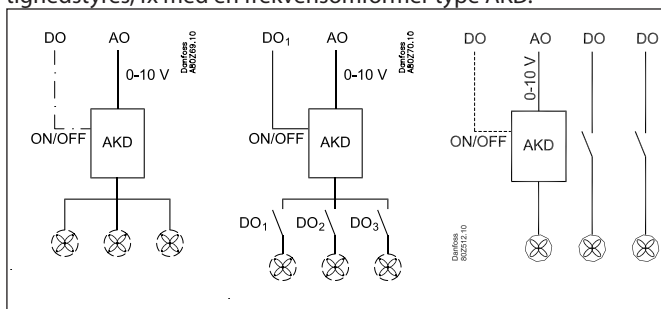 tighedstyres, fx med en frekvensomformer type AKD.
DO AO
0-10 V
Danfoss
A80Z69.10
ON/OFF AKD
DO1 AO
0-10 V
Danfoss
A80Z70.10
ON/OFF AKD
DO1 DO2 DO3
DO AO DO DO
0-10 V
ON/OFF AKD
Danfoss
80Z512.10